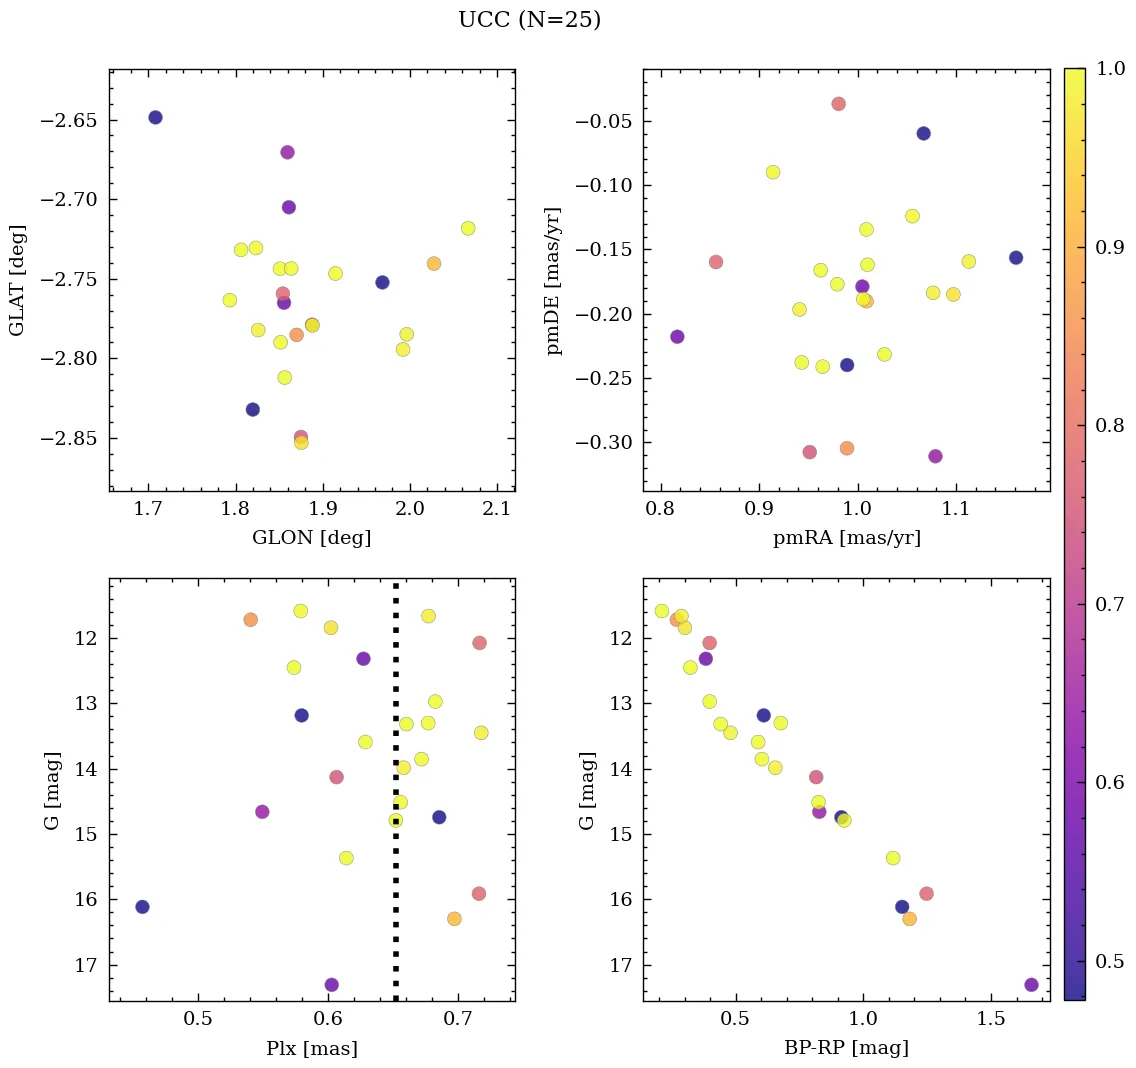 UCC (N=25)
−2.65
−2.70
−2.75
−2.80
−2.85
GLAT [deg]
1.7 1.8 1.9 2.0 2.1
GLON [deg]
−0.05
−0.10
−0.15
−0.20
−0.25
−0.30
pmDE [mas/yr]
0.8 0.9 1.0 1.1
pmRA [mas/yr]
12
13
14
15
16
17
G [mag]
0.5 0.6 0.7
Plx [mas]
12
13
14
15
16
17
G [mag]
0.5 1.0 1.5
BP-RP [mag]
1.0
0.9
0.8
0.7
0.6
0.5